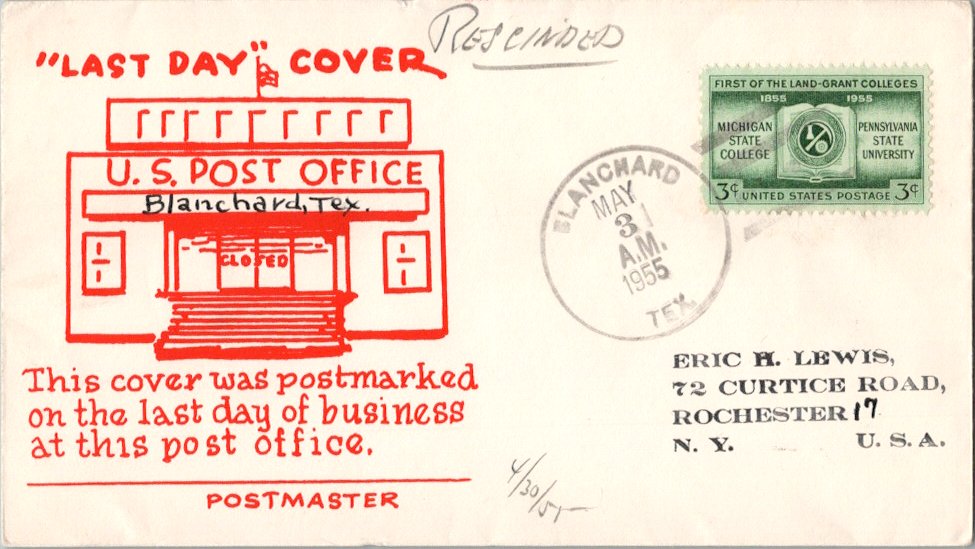 Rescinded
"LAST DAY" COVER
U.S. POST OFFICE
Blanchard, Tex.
CLOSED
This cover was postmarked
on the last day of business
at this post office.
POSTMASTER
4/30/55
BLANCHARD
MAY
31
A.M.
1955
TEX.
FIRST OF THE LAND-GRANT COLLEGES
1855 1955
MICHIGAN STATE COLLEGE
PENNSYLVANIA STATE UNIVERSITY
3¢ UNITED STATES POSTAGE 3¢
ERIC H. LEWIS,
72 CURTICE ROAD,
ROCHESTER 17
N. Y. U. S. A.